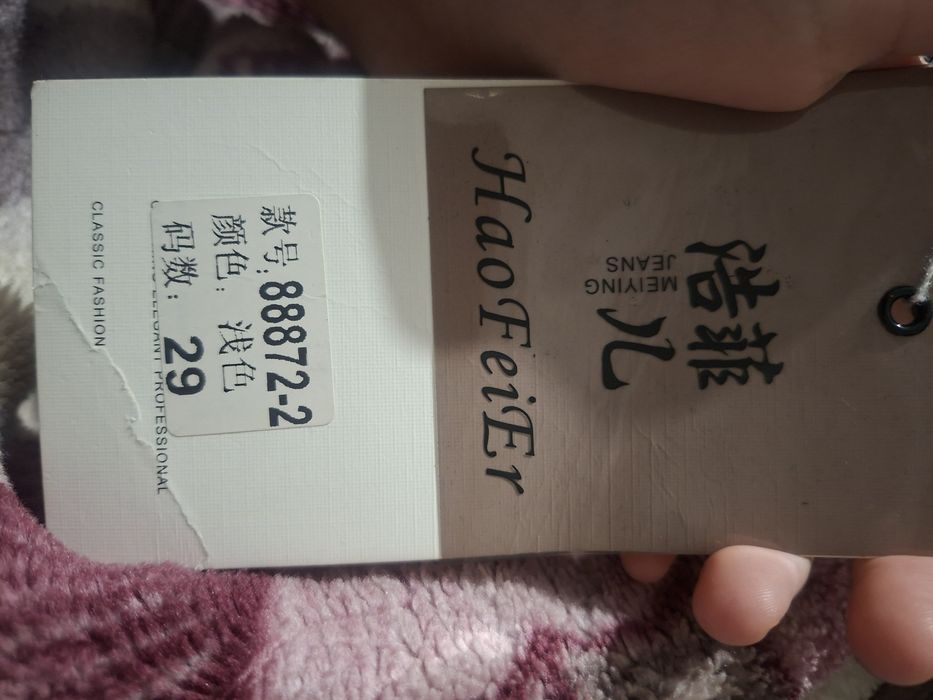 浩菲
儿
MEIYING
JEANS
HaoFeiEr
款号:88872-2
颜色: 浅色
码数: 29
ELEGANT PROFESSIONAL
CLASSIC FASHION